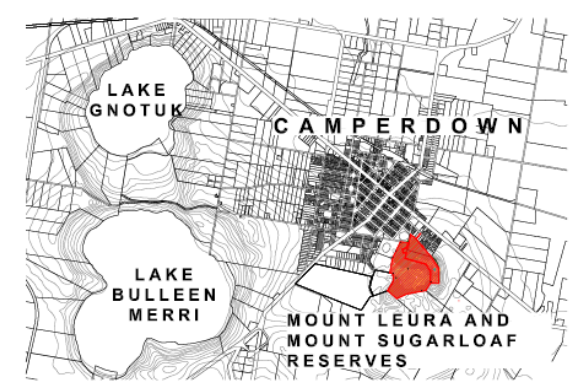 LAKE
GNOTUK
CAMPERDOWN
LAKE
BULLEEN
MERRI
MOUNT LEURA AND
MOUNT SUGARLOAF
RESERVES